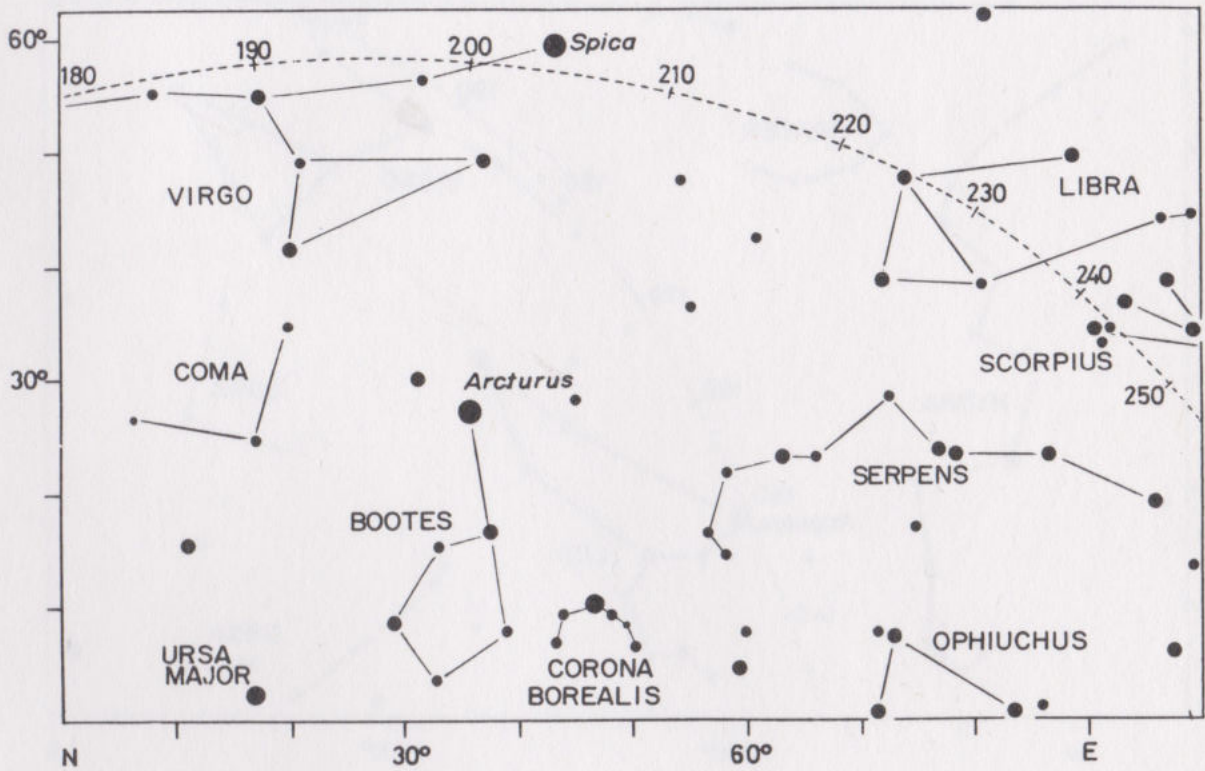 60°
180
190
200
Spica
210
220
VIRGO
LIBRA
230
240
COMA
30°
Arcturus
SCORPIUS
250
BOOTES
SERPENS
URSA
MAJOR
CORONA
BOREALIS
OPHIUCHUS
N
30°
60°
E